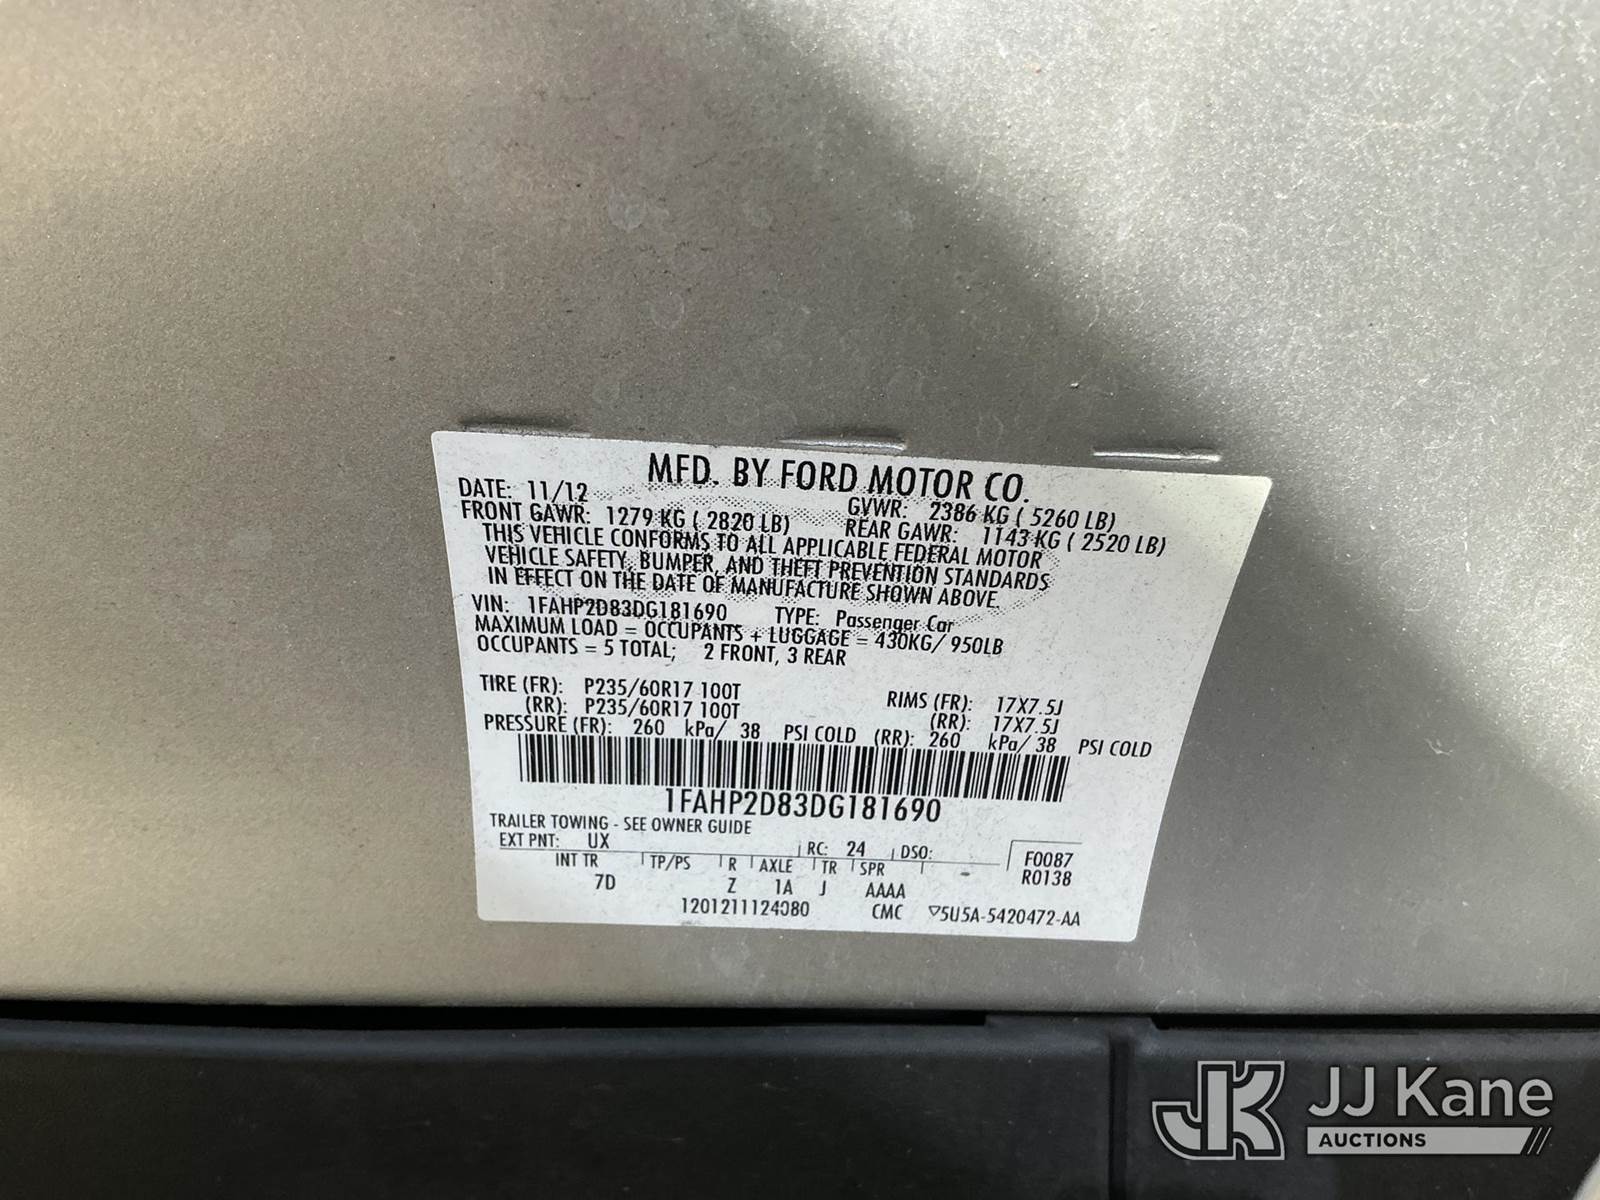 MFD. BY FORD MOTOR CO.
DATE: 11/12 GVWR: 2386 KG ( 5260 LB)
FRONT GAWR: 1279 KG ( 2820 LB) REAR GAWR: 1143 KG ( 2520 LB)
THIS VEHICLE CONFORMS TO ALL APPLICABLE FEDERAL MOTOR
VEHICLE SAFETY, BUMPER, AND THEFT PREVENTION STANDARDS
IN EFFECT ON THE DATE OF MANUFACTURE SHOWN ABOVE.
VIN: 1FAHP2D83DG181690 TYPE: Passenger Car
MAXIMUM LOAD = OCCUPANTS + LUGGAGE = 430KG/ 950LB
OCCUPANTS = 5 TOTAL; 2 FRONT, 3 REAR
TIRE (FR): P235/60R17 100T RIMS (FR): 17X7.5J
(RR): P235/60R17 100T (RR): 17X7.5J
PRESSURE (FR): 260 kPa/ 38 PSI COLD (RR): 260 kPa/ 38 PSI COLD
1FAHP2D83DG181690
TRAILER TOWING - SEE OWNER GUIDE
EXT PNT: UX RC: 24 DSO: F0087
INT TR TP/PS R AXLE TR SPR R0138
7D Z 1A J AAAA
1201211124080 CMC ▽5U5A-5420472-AA
JK JJ Kane
AUCTIONS